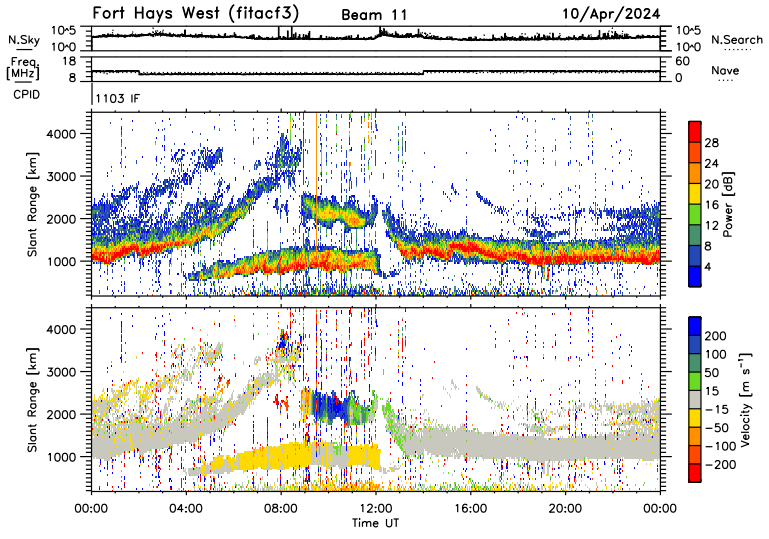 Fort Hays West (fitacf3) Beam 11 10/Apr/2024
N.Sky 10^5 10^0 10^5 10^0 N.Search
Freq. [MHz] 18 8 60 0 Nave
CPID 1103 IF
Slant Range [km] 4000 3000 2000 1000
Power [dB] 28 24 20 16 12 8 4
Slant Range [km] 4000 3000 2000 1000
Velocity [m s⁻¹] 200 100 50 15 −15 −50 −100 −200
00:00 04:00 08:00 12:00 16:00 20:00 00:00
Time UT